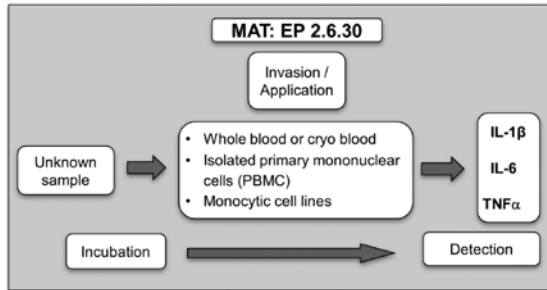 MAT: EP 2.6.30
Invasion /
Application
Unknown
sample
• Whole blood or cryo blood
• Isolated primary mononuclear
cells (PBMC)
• Monocytic cell lines
IL-1β
IL-6
TNFα
Incubation
Detection